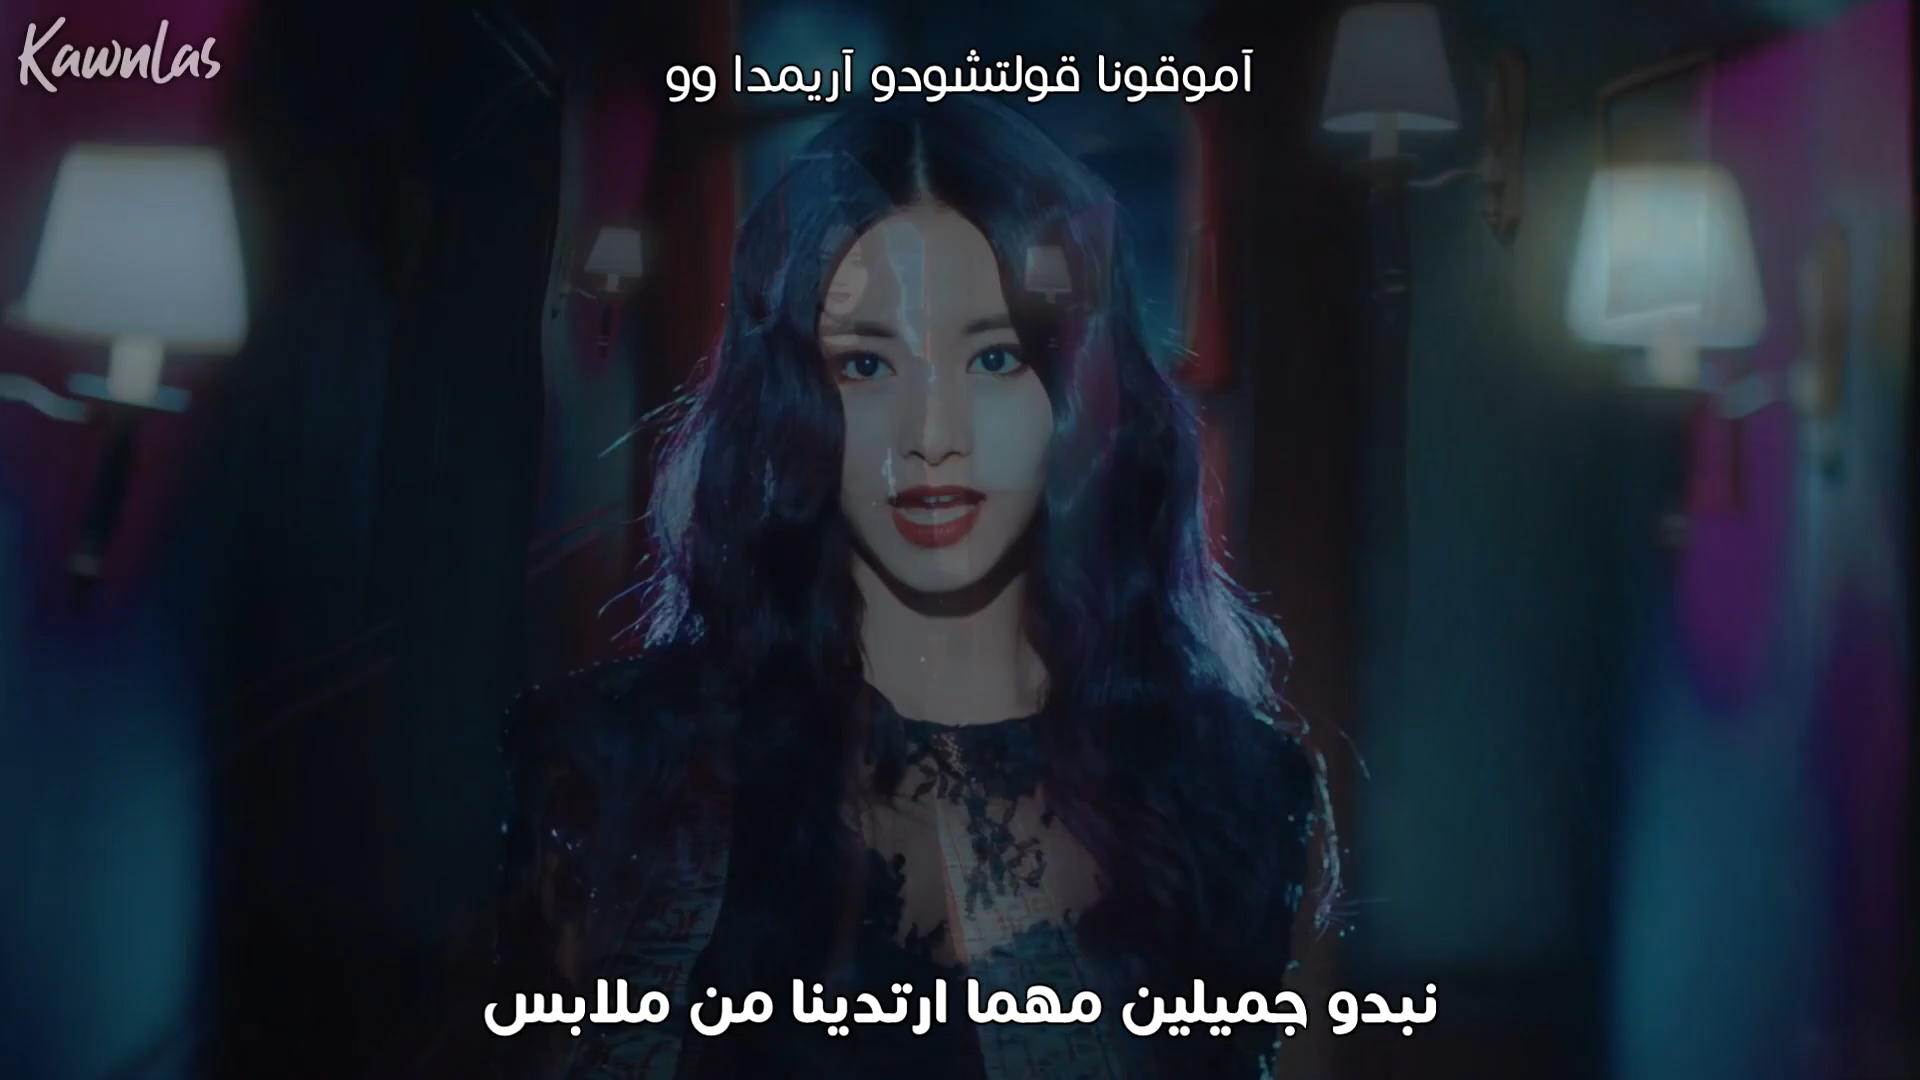 Kawnlas
آموقونا قولتشودو آريمدا وو
نبدو جميلين مهما ارتدينا من ملابس